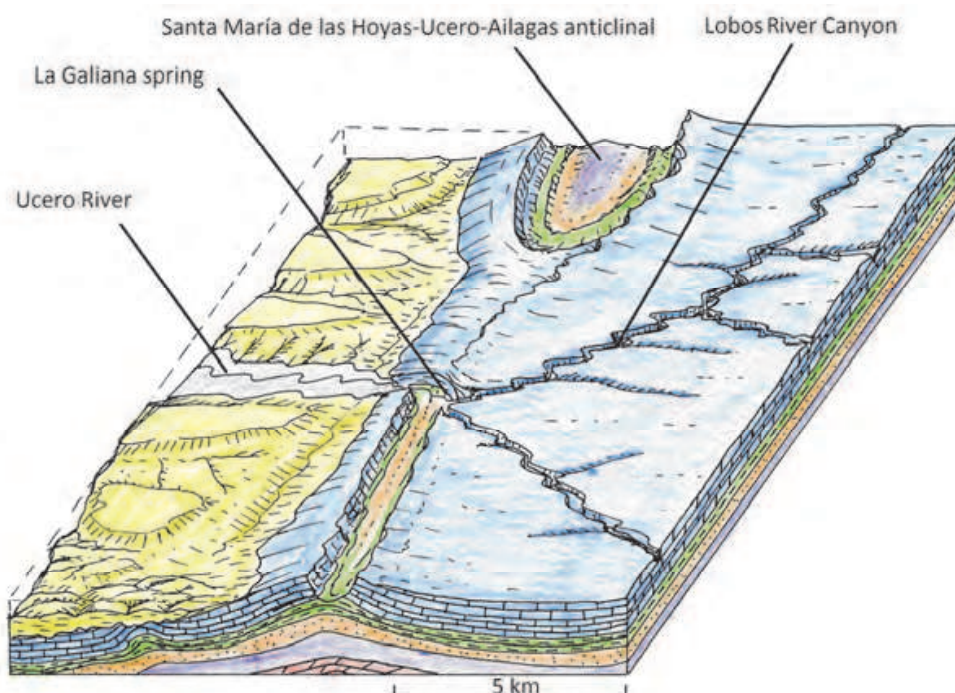 Santa María de las Hoyas-Ucero-Ailagas anticlinal
Lobos River Canyon
La Galiana spring
Ucero River
5 km